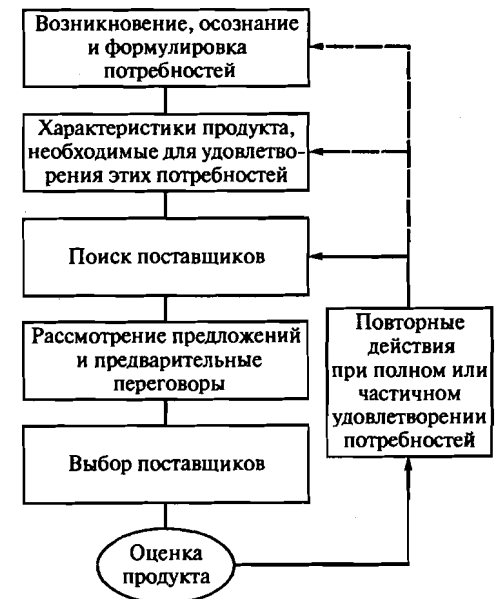 Возникновение, осознание
и формулировка
потребностей
Характеристики продукта,
необходимые для удовлетво-
рения этих потребностей
Поиск поставщиков
Рассмотрение предложений
и предварительные
переговоры
Выбор поставщиков
Оценка
продукта
Повторные
действия
при полном или
частичном
удовлетворении
потребностей